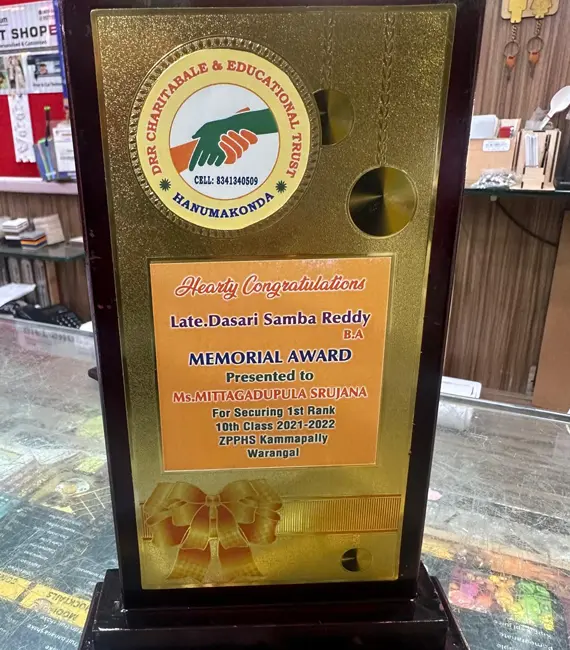 DRR CHARITABALE & EDUCATIONAL TRUST
CELL: 8341340509
HANUMAKONDA
Hearty Congratulations
Late.Dasari Samba Reddy
B.A
MEMORIAL AWARD
Presented to
Ms.MITTAGADUPULA SRUJANA
For Securing 1st Rank
10th Class 2021-2022
ZPPHS Kammapally
Warangal